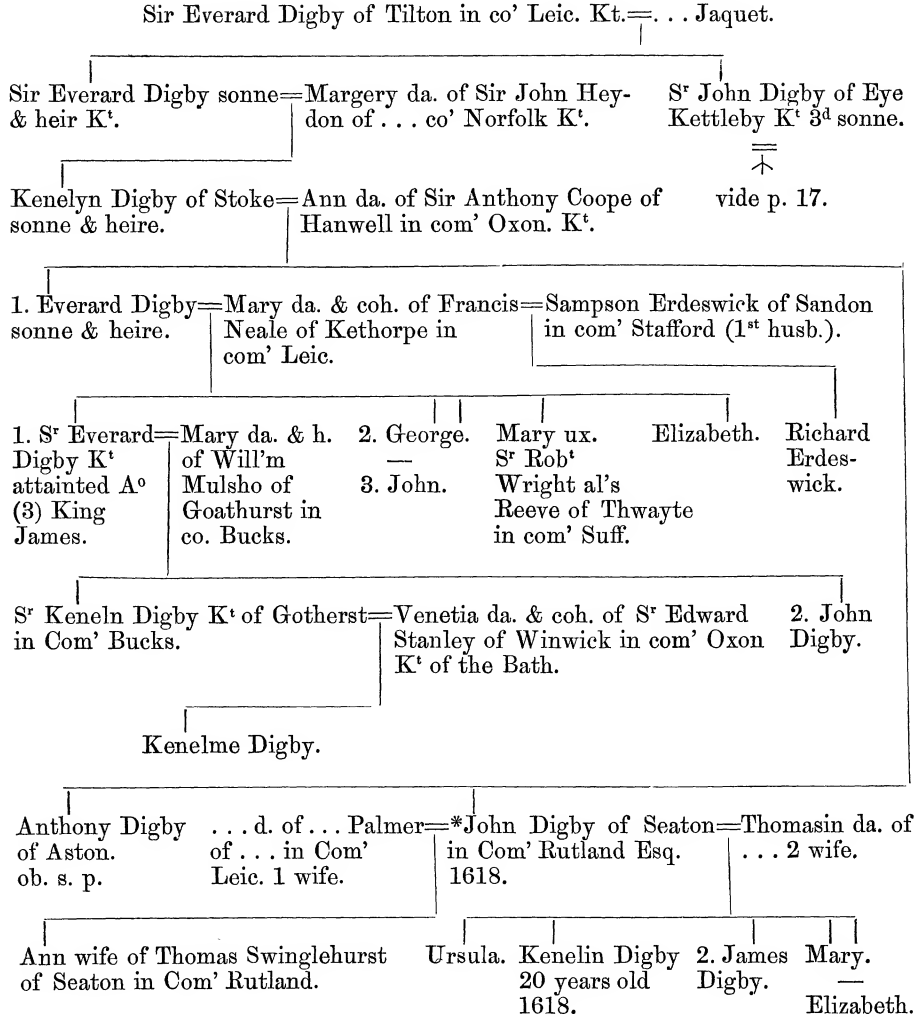 Sir Everard Digby of Tilton in co' Leic. Kt.=. . . Jaquet.
Sir Everard Digby sonne=
& heir Kᵗ.
Margery da. of Sir John Hey-
don of . . . co' Norfolk Kᵗ.
Sʳ John Digby of Eye
Kettleby Kᵗ 3ᵈ sonne.
=
vide p. 17.
Kenelyn Digby of Stoke=
sonne & heire.
Ann da. of Sir Anthony Coope of
Hanwell in com' Oxon. Kᵗ.
1. Everard Digby=
sonne & heire.
Mary da. & coh. of Francis=
Neale of Kethorpe in
com' Leic.
Sampson Erdeswick of Sandon
in com' Stafford (1ˢᵗ husb.).
1. Sʳ Everard=
Digby Kᵗ
attainted Aᵒ
(3) King
James.
Mary da. & h.
of Will'm
Mulsho of
Goathurst in
co. Bucks.
2. George.
—
3. John.
Mary ux.
Sʳ Robᵗ
Wright al's
Reeve of Thwayte
in com' Suff.
Elizabeth.
Richard
Erdes-
wick.
Sʳ Keneln Digby Kᵗ of Gotherst=
in Com' Bucks.
Venetia da. & coh. of Sʳ Edward
Stanley of Winwick in com' Oxon
Kᵗ of the Bath.
2. John
Digby.
Kenelme Digby.
Anthony Digby
of Aston.
ob. s. p.
. . . d. of . . . Palmer=
of . . . in Com'
Leic. 1 wife.
*John Digby of Seaton=
in Com' Rutland Esq.
1618.
Thomasin da. of
. . . 2 wife.
Ann wife of Thomas Swinglehurst
of Seaton in Com' Rutland.
Ursula.
Kenelin Digby
20 years old
1618.
2. James
Digby.
Mary.
—
Elizabeth.